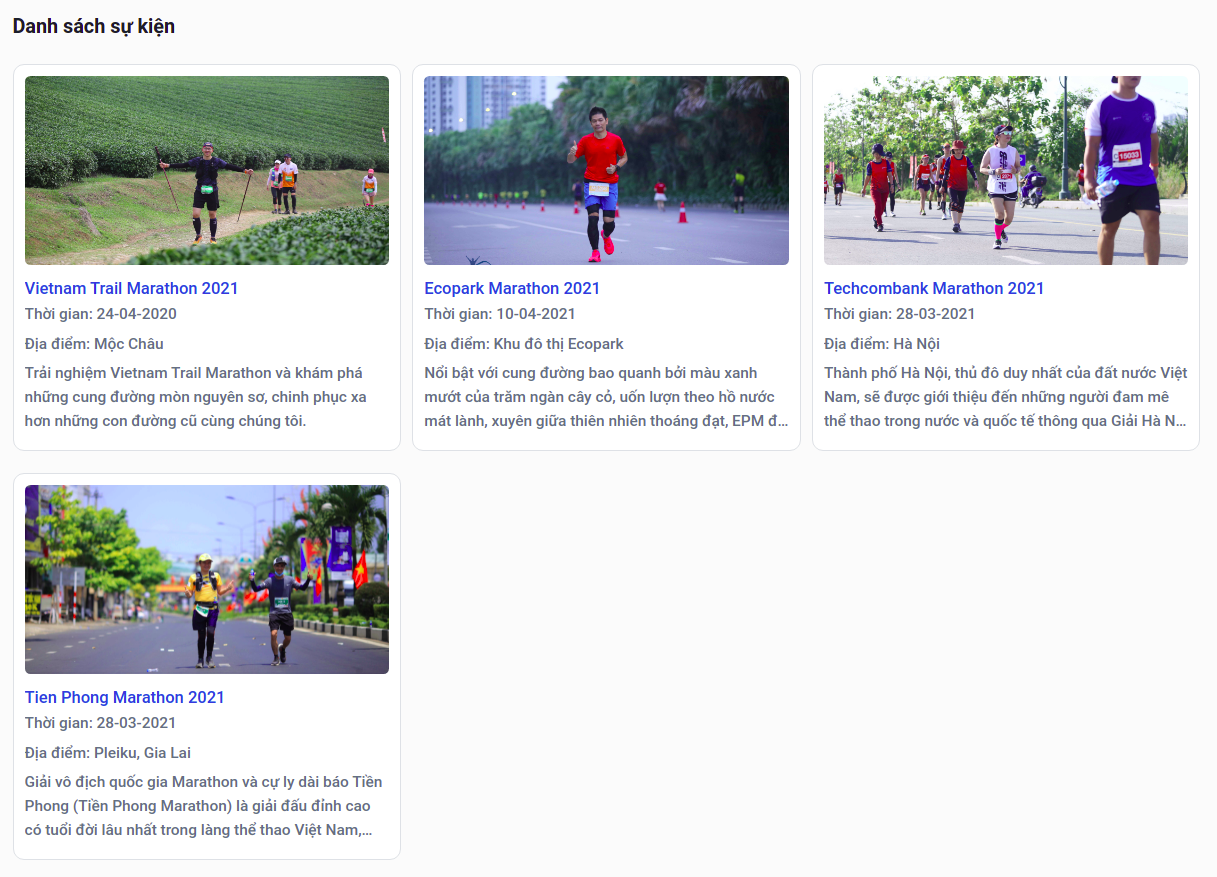 Danh sách sự kiện
Vietnam Trail Marathon 2021
Thời gian: 24-04-2020
Địa điểm: Mộc Châu
Trải nghiệm Vietnam Trail Marathon và khám phá
những cung đường mòn nguyên sơ, chinh phục xa
hơn những con đường cũ cùng chúng tôi.
Ecopark Marathon 2021
Thời gian: 10-04-2021
Địa điểm: Khu đô thị Ecopark
Nổi bật với cung đường bao quanh bởi màu xanh
mướt của trăm ngàn cây cỏ, uốn lượn theo hồ nước
mát lành, xuyên giữa thiên nhiên thoáng đạt, EPM đ...
15033
Techcombank Marathon 2021
Thời gian: 28-03-2021
Địa điểm: Hà Nội
Thành phố Hà Nội, thủ đô duy nhất của đất nước Việt
Nam, sẽ được giới thiệu đến những người đam mê
thể thao trong nước và quốc tế thông qua Giải Hà N...
Tien Phong Marathon 2021
Thời gian: 28-03-2021
Địa điểm: Pleiku, Gia Lai
Giải vô địch quốc gia Marathon và cự ly dài báo Tiền
Phong (Tiền Phong Marathon) là giải đấu đỉnh cao
có tuổi đời lâu nhất trong làng thể thao Việt Nam,...